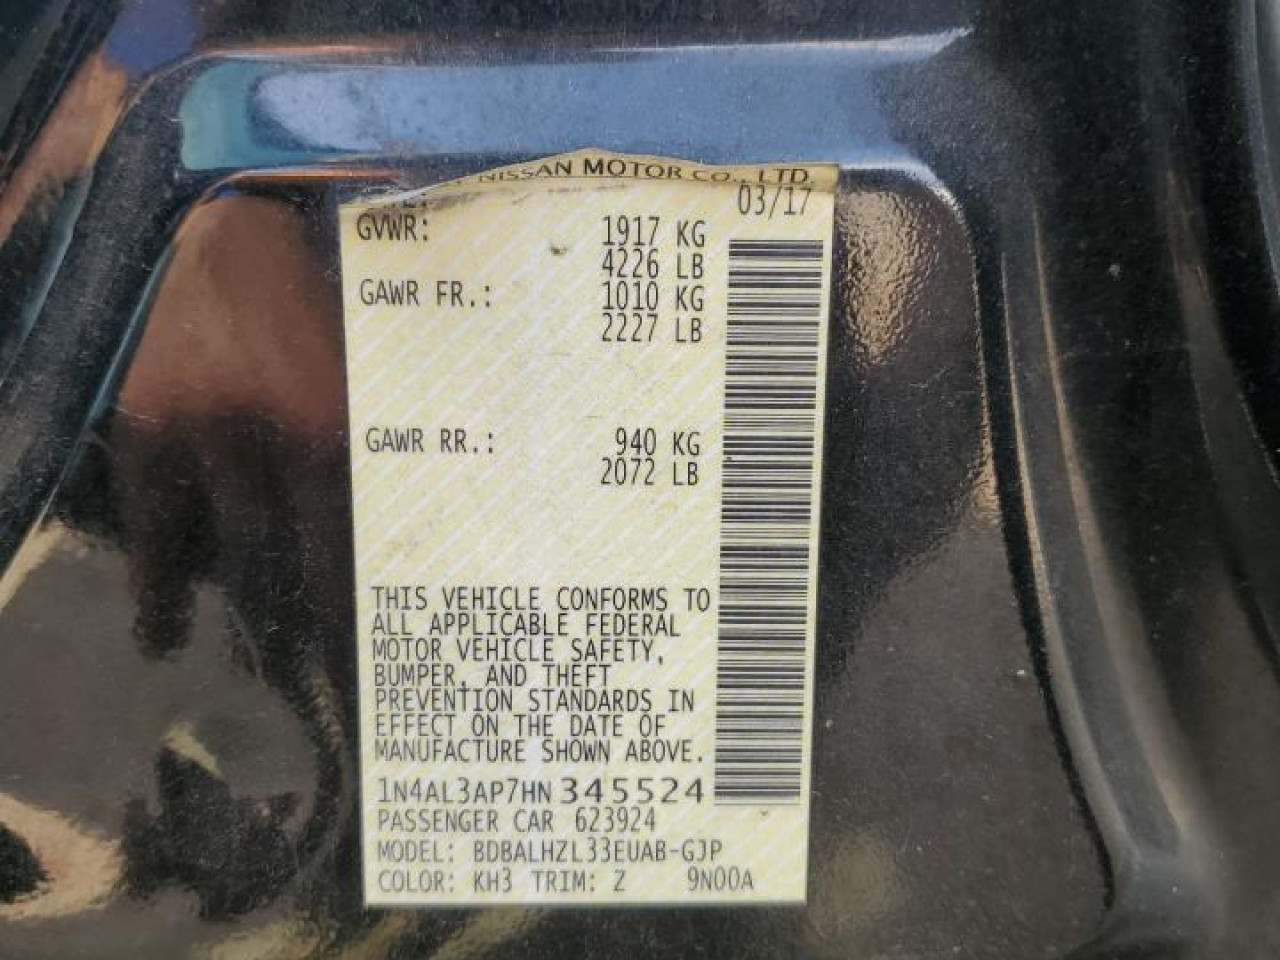 NISSAN MOTOR CO., LTD.
03/17
GVWR: 1917 KG
4226 LB
GAWR FR.: 1010 KG
2227 LB
GAWR RR.: 940 KG
2072 LB
THIS VEHICLE CONFORMS TO
ALL APPLICABLE FEDERAL
MOTOR VEHICLE SAFETY,
BUMPER, AND THEFT
PREVENTION STANDARDS IN
EFFECT ON THE DATE OF
MANUFACTURE SHOWN ABOVE.
1N4AL3AP7HN345524
PASSENGER CAR 623924
MODEL: BDBALHZL33EUAB-GJP
COLOR: KH3 TRIM: Z 9N00A